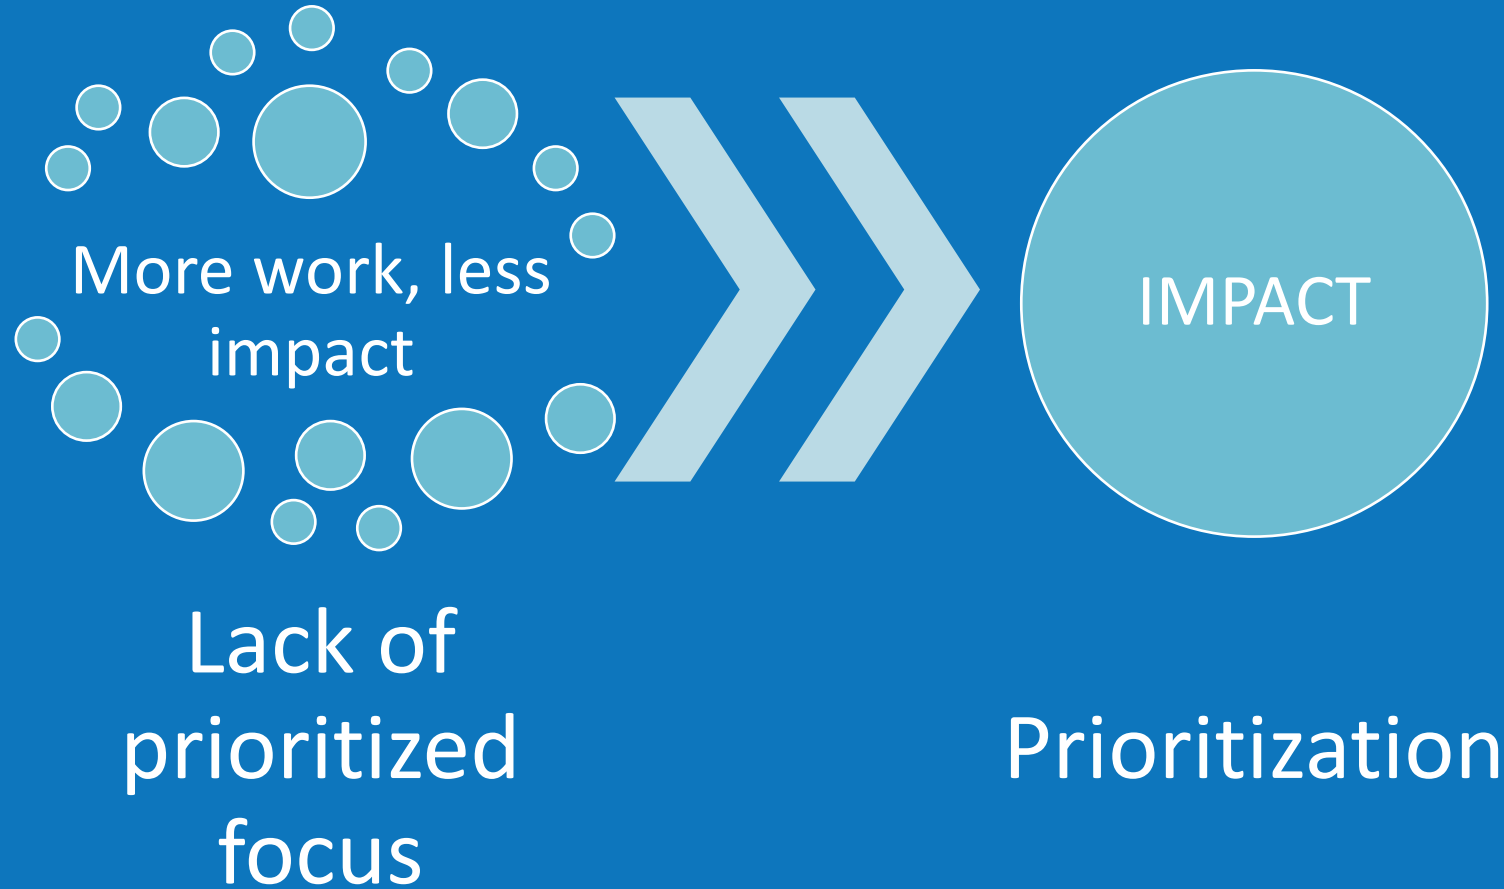 More work, less
impact
IMPACT
Lack of
prioritized
focus
Prioritization